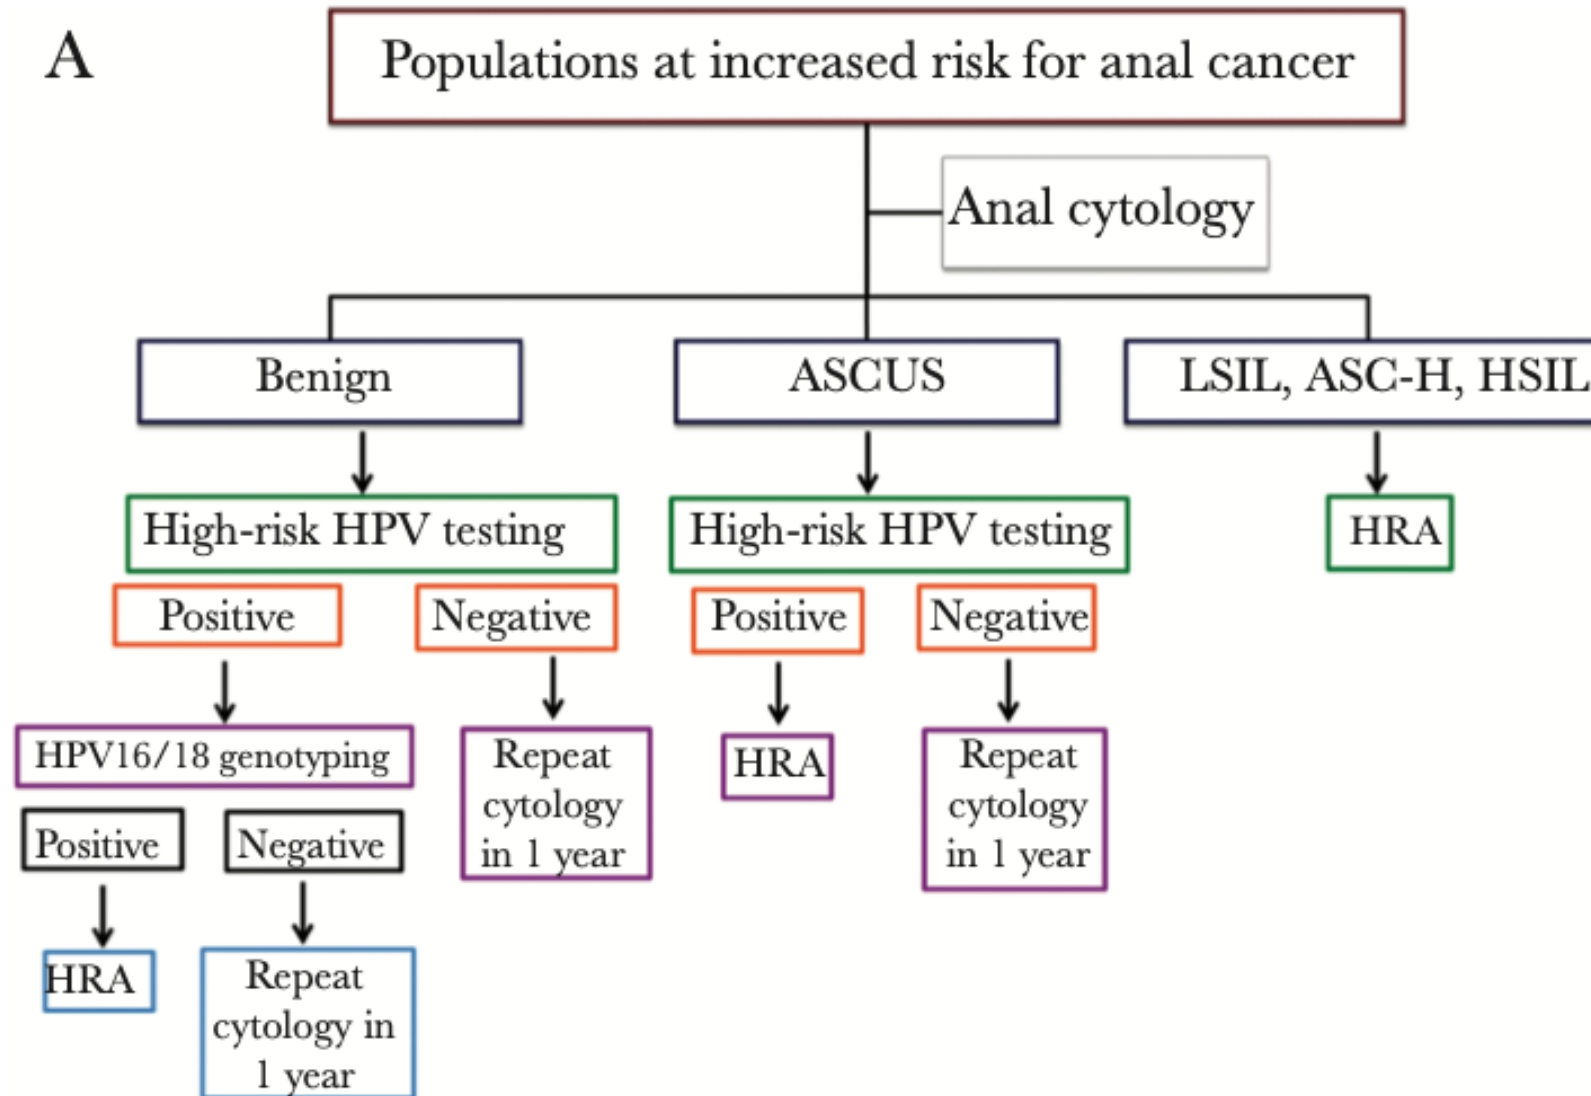 A
Populations at increased risk for anal cancer
Anal cytology
Benign
ASCUS
LSIL, ASC-H, HSIL
High-risk HPV testing
High-risk HPV testing
HRA
Positive
Negative
Positive
Negative
HPV16/18 genotyping
Repeat
cytology
in 1 year
HRA
Repeat
cytology
in 1 year
Positive
Negative
HRA
Repeat
cytology in
1 year